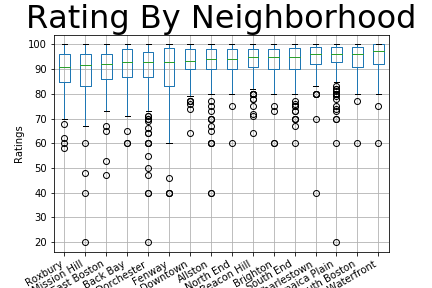 Rating By Neighborhood
100
90
80
70
60
50
40
30
20
Ratings
Roxbury
Mission Hill
East Boston
Back Bay
Dorchester
Fenway
Downtown
Allston
North End
Beacon Hill
Brighton
South End
Charlestown
Jamaica Plain
South Boston
Waterfront